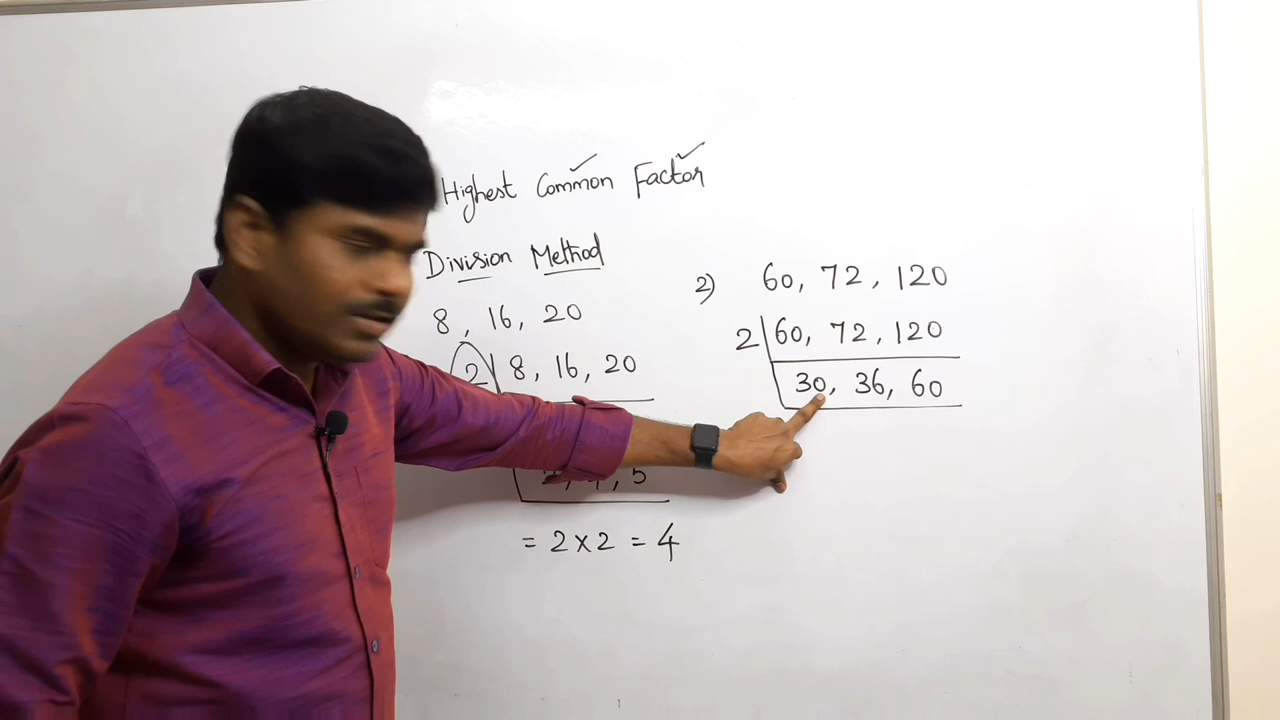 Highest Common Factor
Division Method
8, 16, 20
2 8, 16, 20
5
= 2 × 2 = 4
2) 60, 72, 120
2 60, 72, 120
30, 36, 60